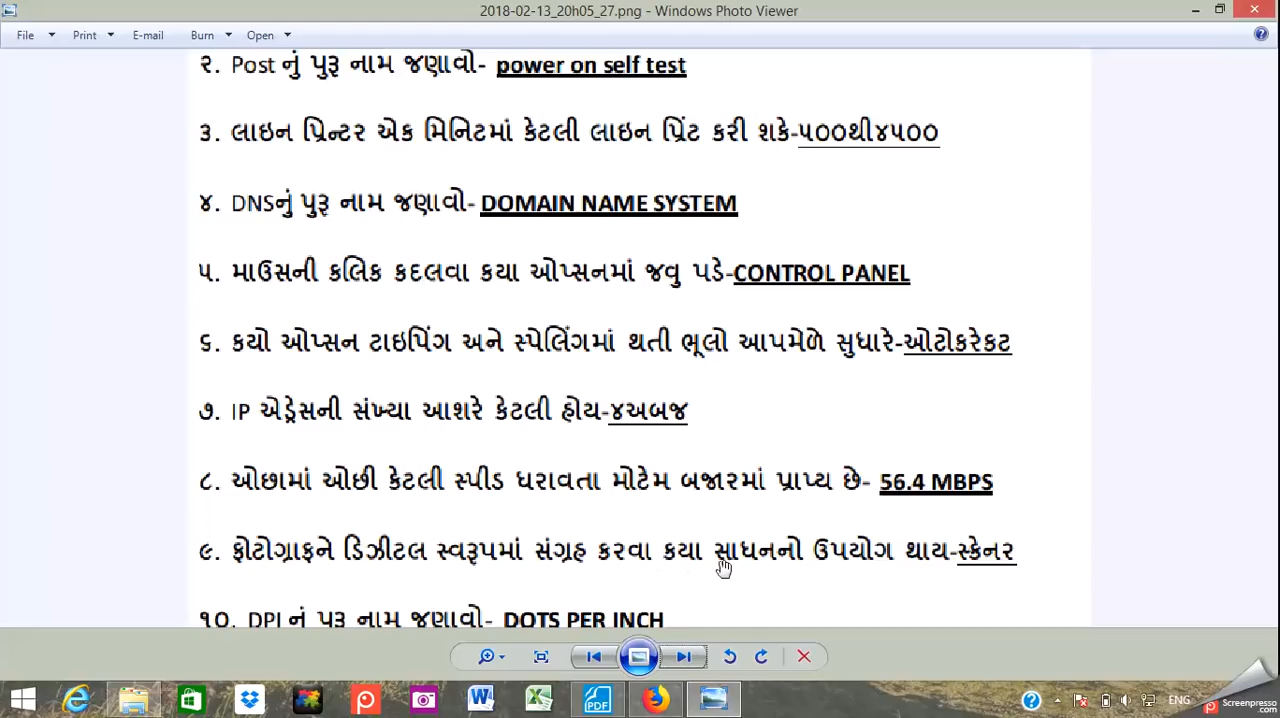 2018-02-13_20h05_27.png - Windows Photo Viewer
File Print E-mail Burn Open
૨. Post નું પુરૂ નામ જણાવો- power on self test
૩. લાઇન પ્રિન્ટર એક મિનિટમાં કેટલી લાઇન પ્રિંટ કરી શકે-૫૦૦થી૪૫૦૦
૪. DNSનું પુરૂ નામ જણાવો- DOMAIN NAME SYSTEM
૫. માઉસની કલિક કદલવા કયા ઓપ્સનમાં જવુ પડે-CONTROL PANEL
૬. કયો ઓપ્સન ટાઇપિંગ અને સ્પેલિંગમાં થતી ભૂલો આપમેળે સુધારે-ઓટોકરેકટ
૭. IP એડ્રેસની સંખ્યા આશરે કેટલી હોય-૪અબજ
૮. ઓછામાં ઓછી કેટલી સ્પીડ ધરાવતા મોટેમ બજારમાં પ્રાપ્ય છે- 56.4 MBPS
૯. ફોટોગ્રાફને ડિઝીટલ સ્વરૂપમાં સંગ્રહ કરવા કયા સાધનનો ઉપયોગ થાય-સ્કેનર
૧૦. DPI નું પુરૂ નામ જણાવો- DOTS PER INCH
ENG
Screenpresso
.com